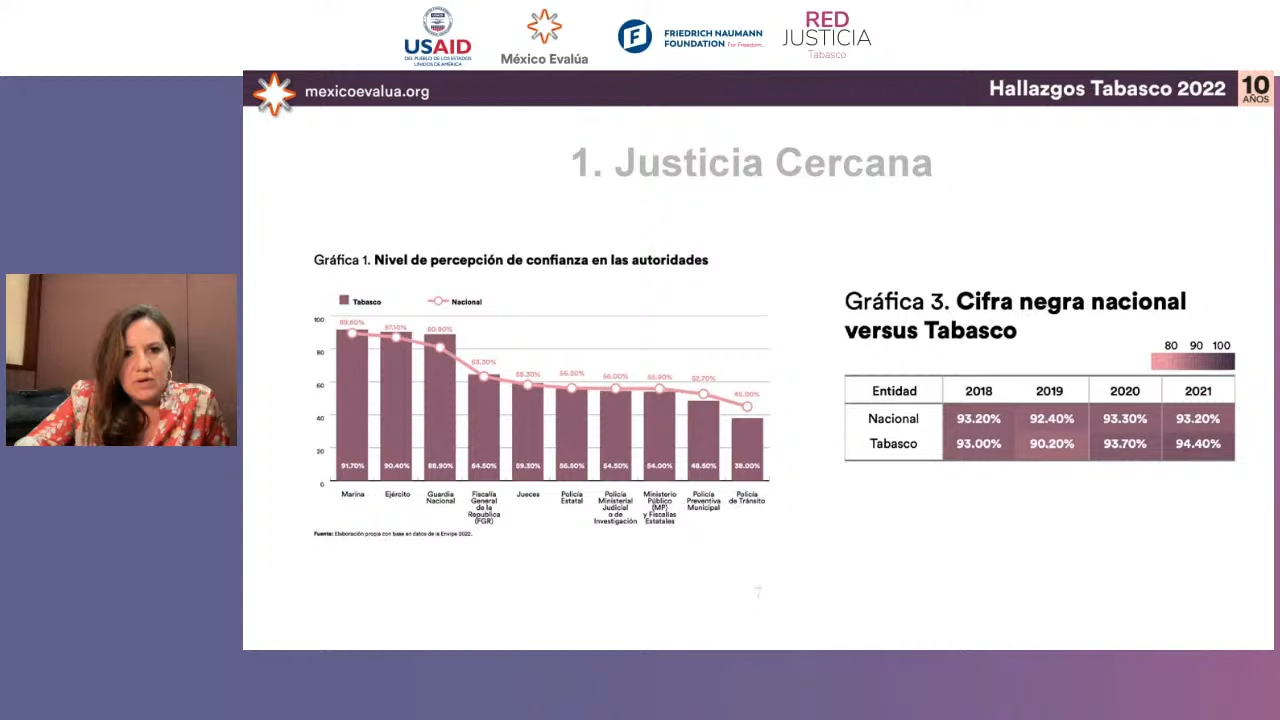 USAID
DEL PUEBLO DE LOS ESTADOS
UNIDOS DE AMÉRICA
México Evalúa
FRIEDRICH NAUMANN
FOUNDATION For Freedom.
RED
JUSTICIA
Tabasco
mexicoevalua.org
Hallazgos Tabasco 2022
10
AÑOS
1. Justicia Cercana
Gráfica 1. Nivel de percepción de confianza en las autoridades
Tabasco
Nacional
100
80
60
40
20
0
89.60%
87.10%
80.90%
63.30%
58.30%
56.20%
56.00%
55.90%
52.70%
45.00%
91.70%
90.40%
88.90%
64.50%
59.30%
56.50%
54.50%
54.00%
48.50%
38.00%
Marina
Ejército
Guardia
Nacional
Fiscalía
General
de la
Republica
(FGR)
Jueces
Policía
Estatal
Policía
Ministerial
Judicial
o de
Investigación
Ministerio
Público
(MP)
y Fiscalías
Estatales
Policía
Preventiva
Municipal
Policía
de Tránsito
Fuente: Elaboración propia con base en datos de la Envipe 2022.
Gráfica 3. Cifra negra nacional
versus Tabasco
80 90 100
Entidad 2018 2019 2020 2021
Nacional 93.20% 92.40% 93.30% 93.20%
Tabasco 93.00% 90.20% 93.70% 94.40%
7